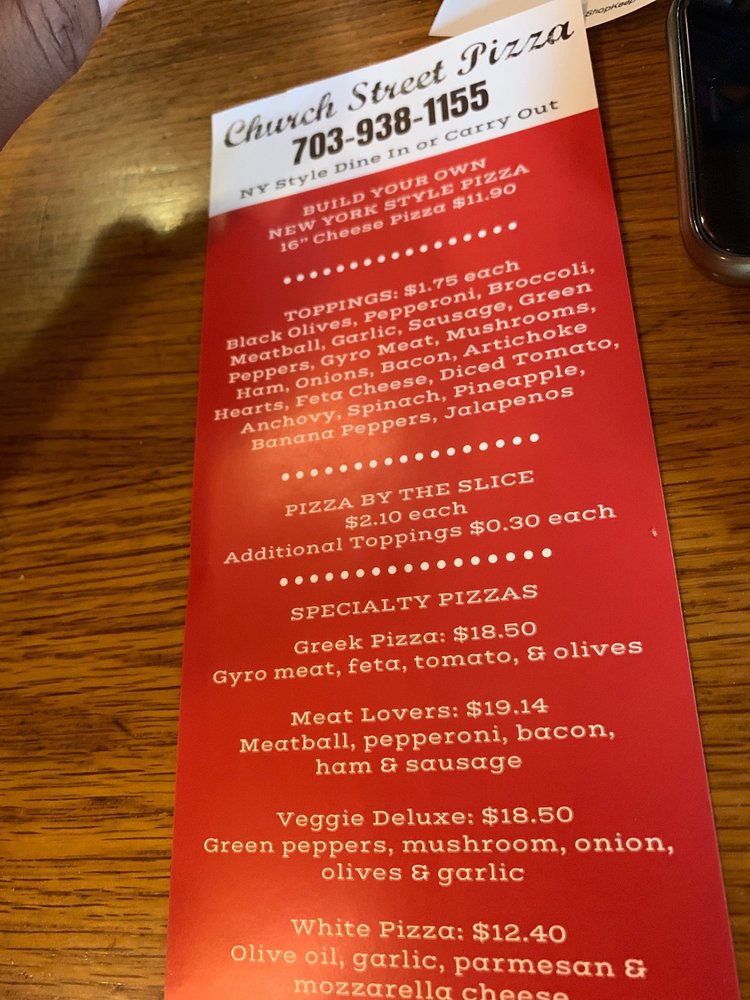 ShopKeep
Church Street Pizza
703-938-1155
NY Style Dine In or Carry Out
BUILD YOUR OWN
NEW YORK STYLE PIZZA
16" Cheese Pizza $11.90
TOPPINGS: $1.75 each
Black Olives, Pepperoni, Broccoli,
Meatball, Garlic, Sausage, Green
Peppers, Gyro Meat, Mushrooms,
Ham, Onions, Bacon, Artichoke
Hearts, Feta Cheese, Diced Tomato,
Anchovy, Spinach, Pineapple,
Banana Peppers, Jalapenos
PIZZA BY THE SLICE
$2.10 each
Additional Toppings $0.30 each
SPECIALTY PIZZAS
Greek Pizza: $18.50
Gyro meat, feta, tomato, & olives
Meat Lovers: $19.14
Meatball, pepperoni, bacon,
ham & sausage
Veggie Deluxe: $18.50
Green peppers, mushroom, onion,
olives & garlic
White Pizza: $12.40
Olive oil, garlic, parmesan &
mozzarella cheese